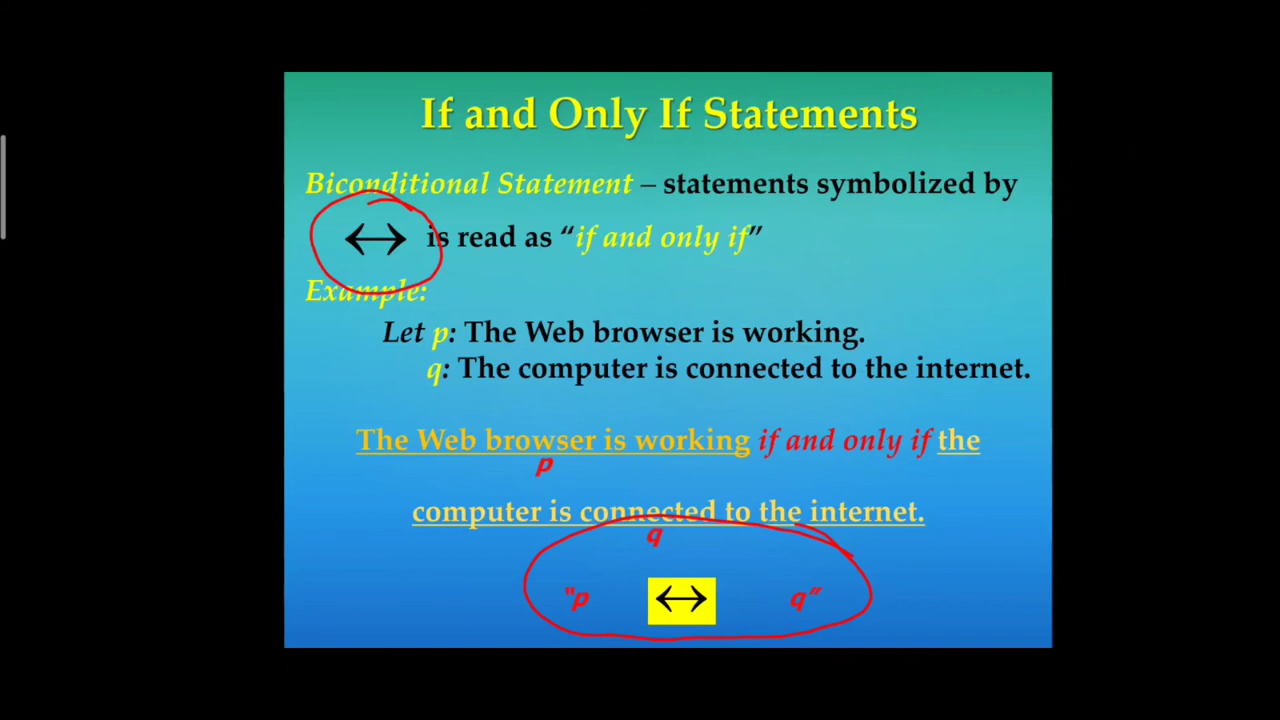 If and Only If Statements
Biconditional Statement – statements symbolized by
↔ is read as “if and only if”
Example:
Let p: The Web browser is working.
q: The computer is connected to the internet.
The Web browser is working if and only if the
p
computer is connected to the internet.
q
“p ↔ q”